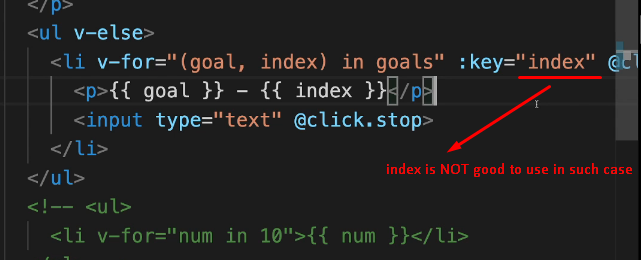 </p>
<ul v-else>
<li v-for="(goal, index) in goals" :key="index" @cl
<p>{{ goal }} – {{ index }}</p>
<input type="text" @click.stop>
</li>
index is NOT good to use in such case
</ul>
<!-- <ul>
<li v-for="num in 10">{{ num }}</li>